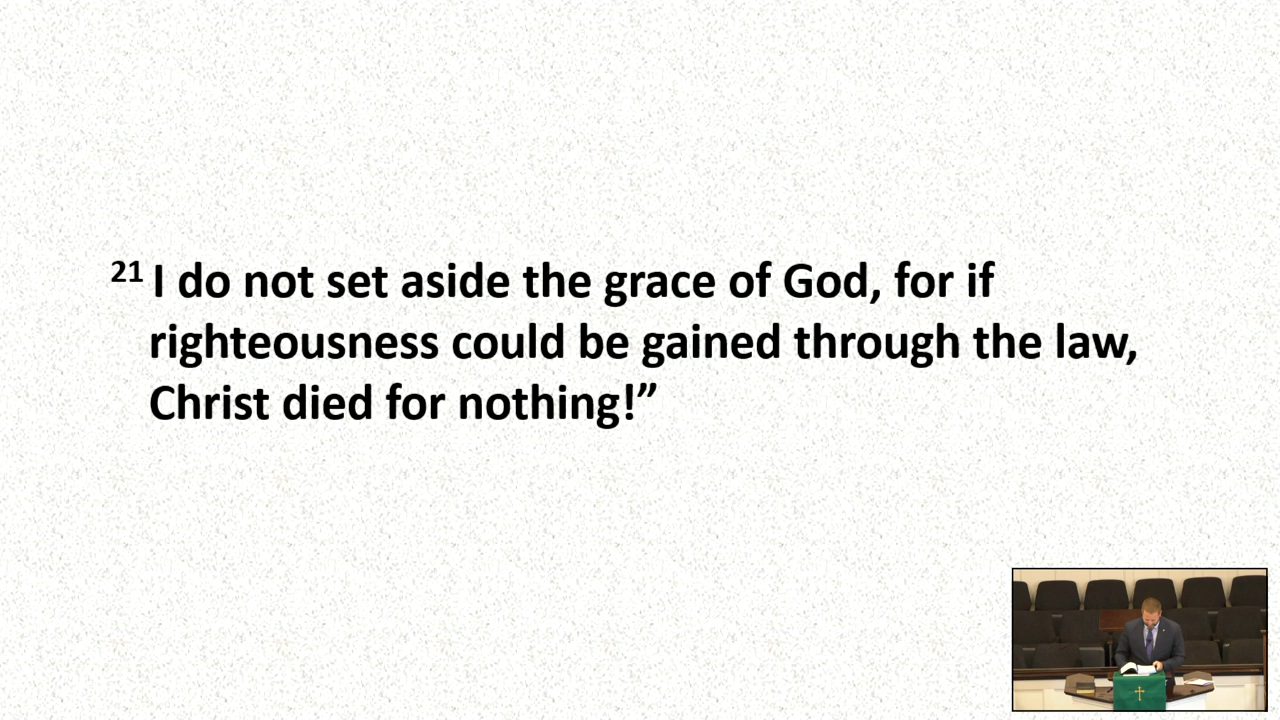 21 I do not set aside the grace of God, for if
righteousness could be gained through the law,
Christ died for nothing!”